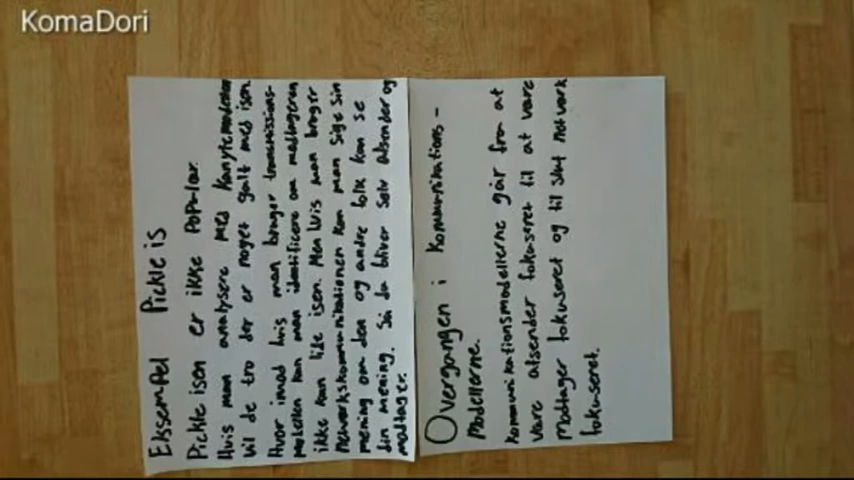 KomaDori
Eksempel Pickle is
Pickle isen er ikke Populær.
Hvis man analysere med kanylemodellen
vil de tro der er noget galt med isen.
Hvor imod hvis man bruger transmissions-
modellen kan man identificere om modtageren
ikke kan lide isen. Men hvis man bruger
Netværkskommunikationen kan man sige sin
mening om den og andre folk kan se
din mening. Så du bliver selv afsender og
modtager.
Overgangen i kommunikations-
Modellerne.
kommunikationsmodellerne går fra at
være afsender fokuseret til at være
Modtager fokuseret og til slut netværk
fokuseret.